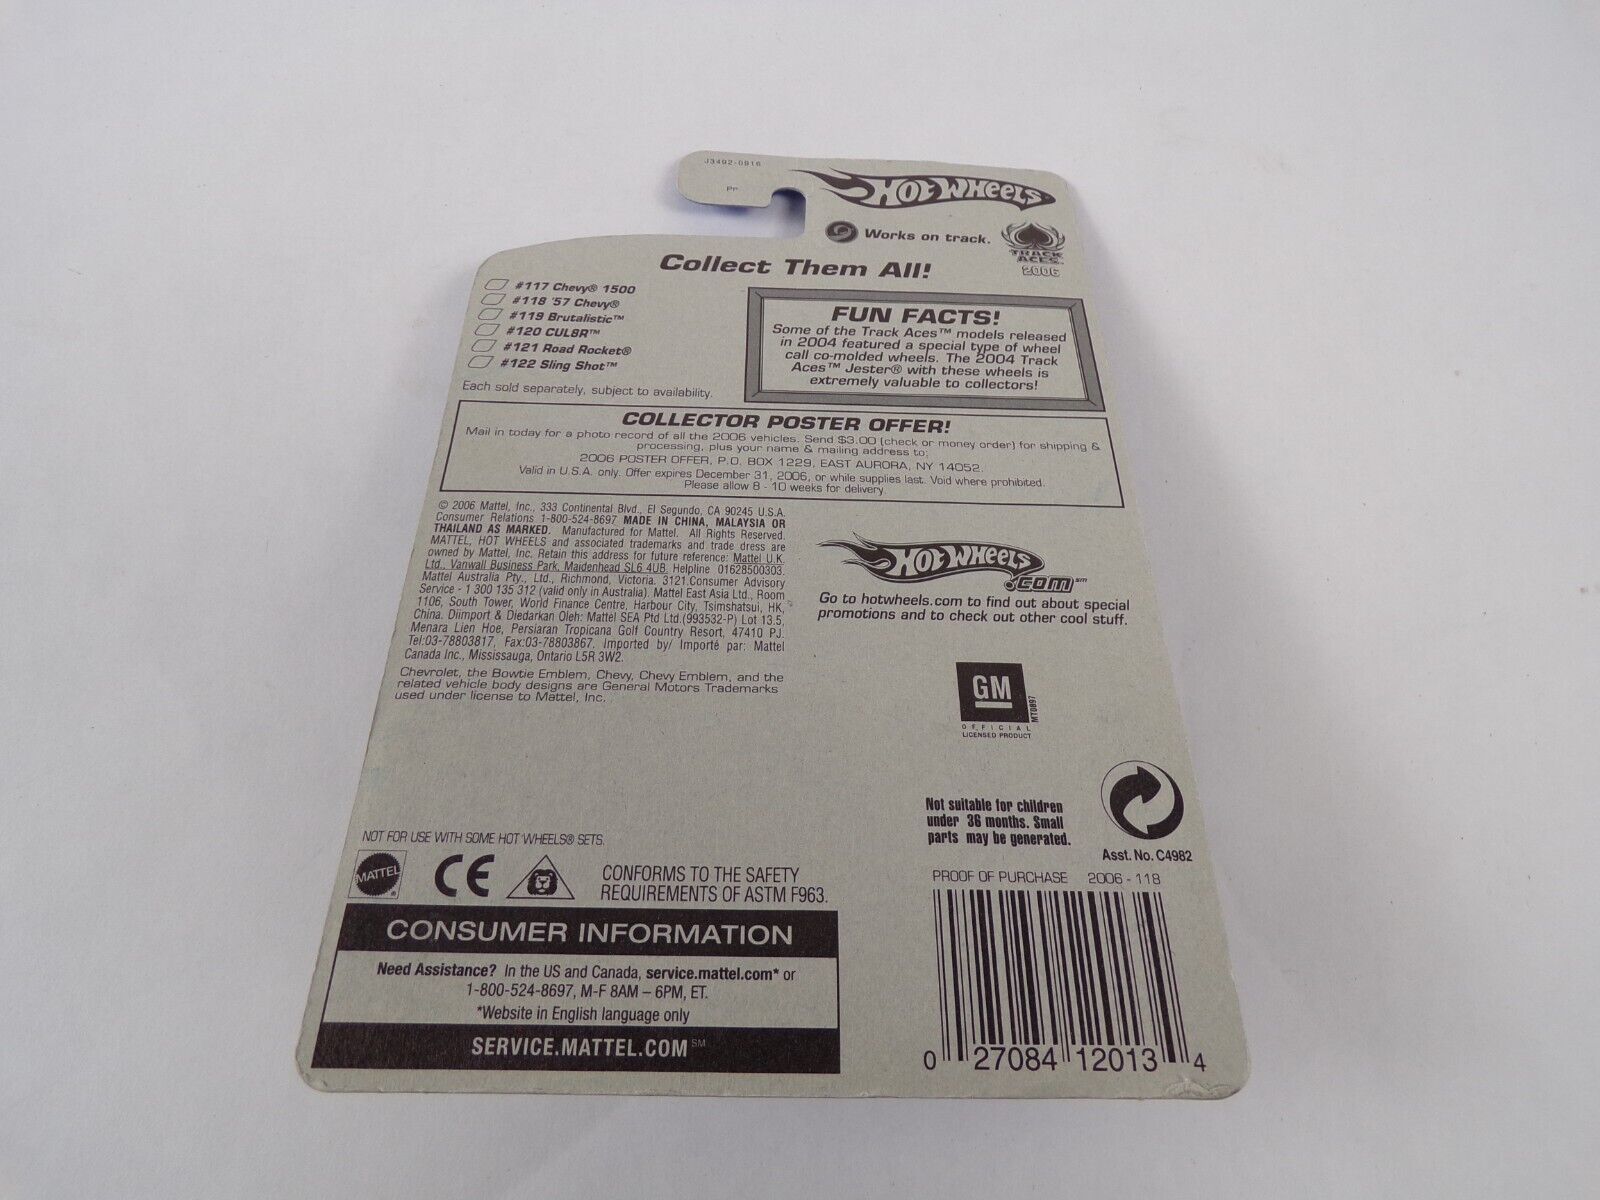 J3492-0916
Pr
HOT WHEELS
Works on track.
TRACK
ACES™
2006
Collect Them All!
#117 Chevy® 1500
#118 '57 Chevy®
#119 Brutalistic™
#120 CUL8R™
#121 Road Rocket®
#122 Sling Shot™
Each sold separately, subject to availability.
FUN FACTS!
Some of the Track Aces™ models released
in 2004 featured a special type of wheel
call co-molded wheels. The 2004 Track
Aces™ Jester® with these wheels is
extremely valuable to collectors!
COLLECTOR POSTER OFFER!
Mail in today for a photo record of all the 2006 vehicles. Send $3.00 (check or money order) for shipping &
processing, plus your name & mailing address to:
2006 POSTER OFFER, P.O. BOX 1229, EAST AURORA, NY 14052.
Valid in U.S.A. only. Offer expires December 31, 2006, or while supplies last. Void where prohibited.
Please allow 8 - 10 weeks for delivery.
© 2006 Mattel, Inc., 333 Continental Blvd., El Segundo, CA 90245 U.S.A.
Consumer Relations 1-800-524-8697 MADE IN CHINA, MALAYSIA OR
THAILAND AS MARKED. Manufactured for Mattel. All Rights Reserved.
MATTEL, HOT WHEELS and associated trademarks and trade dress are
owned by Mattel, Inc. Retain this address for future reference: Mattel U.K.
Ltd., Vanwall Business Park, Maidenhead SL6 4UB. Helpline 01628500303.
Mattel Australia Pty., Ltd., Richmond, Victoria. 3121.Consumer Advisory
Service - 1 300 135 312 (valid only in Australia). Mattel East Asia Ltd., Room
1106, South Tower, World Finance Centre, Harbour City, Tsimshatsui, HK,
China. Diimport & Diedarkan Oleh: Mattel SEA Ptd Ltd.(993532-P) Lot 13.5,
Menara Lien Hoe, Persiaran Tropicana Golf Country Resort, 47410 PJ.
Tel:03-78803817, Fax:03-78803867. Imported by/ Importé par: Mattel
Canada Inc., Mississauga, Ontario L5R 3W2.
Chevrolet, the Bowtie Emblem, Chevy, Chevy Emblem, and the
related vehicle body designs are General Motors Trademarks
used under license to Mattel, Inc.
HOT WHEELS
.COM℠
Go to hotwheels.com to find out about special
promotions and to check out other cool stuff.
GM
MT0897
OFFICIAL
LICENSED PRODUCT
Not suitable for children
under 36 months. Small
parts may be generated.
Asst. No. C4982
NOT FOR USE WITH SOME HOT WHEELS® SETS.
MATTEL®
CE
CONFORMS TO THE SAFETY
REQUIREMENTS OF ASTM F963.
PROOF OF PURCHASE 2006 - 118
CONSUMER INFORMATION
Need Assistance? In the US and Canada, service.mattel.com* or
1-800-524-8697, M-F 8AM – 6PM, ET.
*Website in English language only
SERVICE.MATTEL.COM℠
0 27084 12013 4